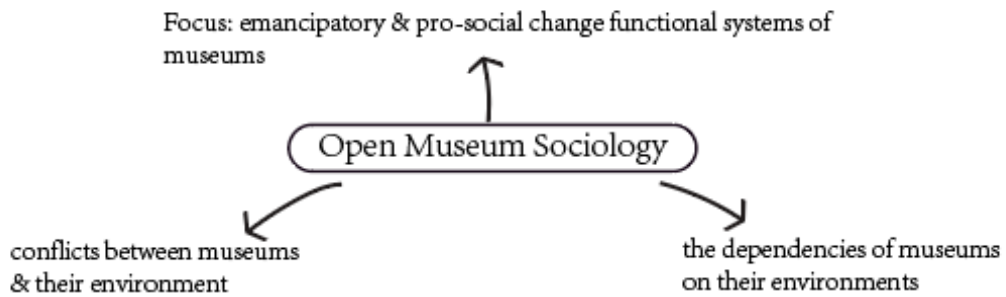 Focus: emancipatory & pro-social change functional systems of
museums
Open Museum Sociology
conflicts between museums
& their environment
the dependencies of museums
on their environments